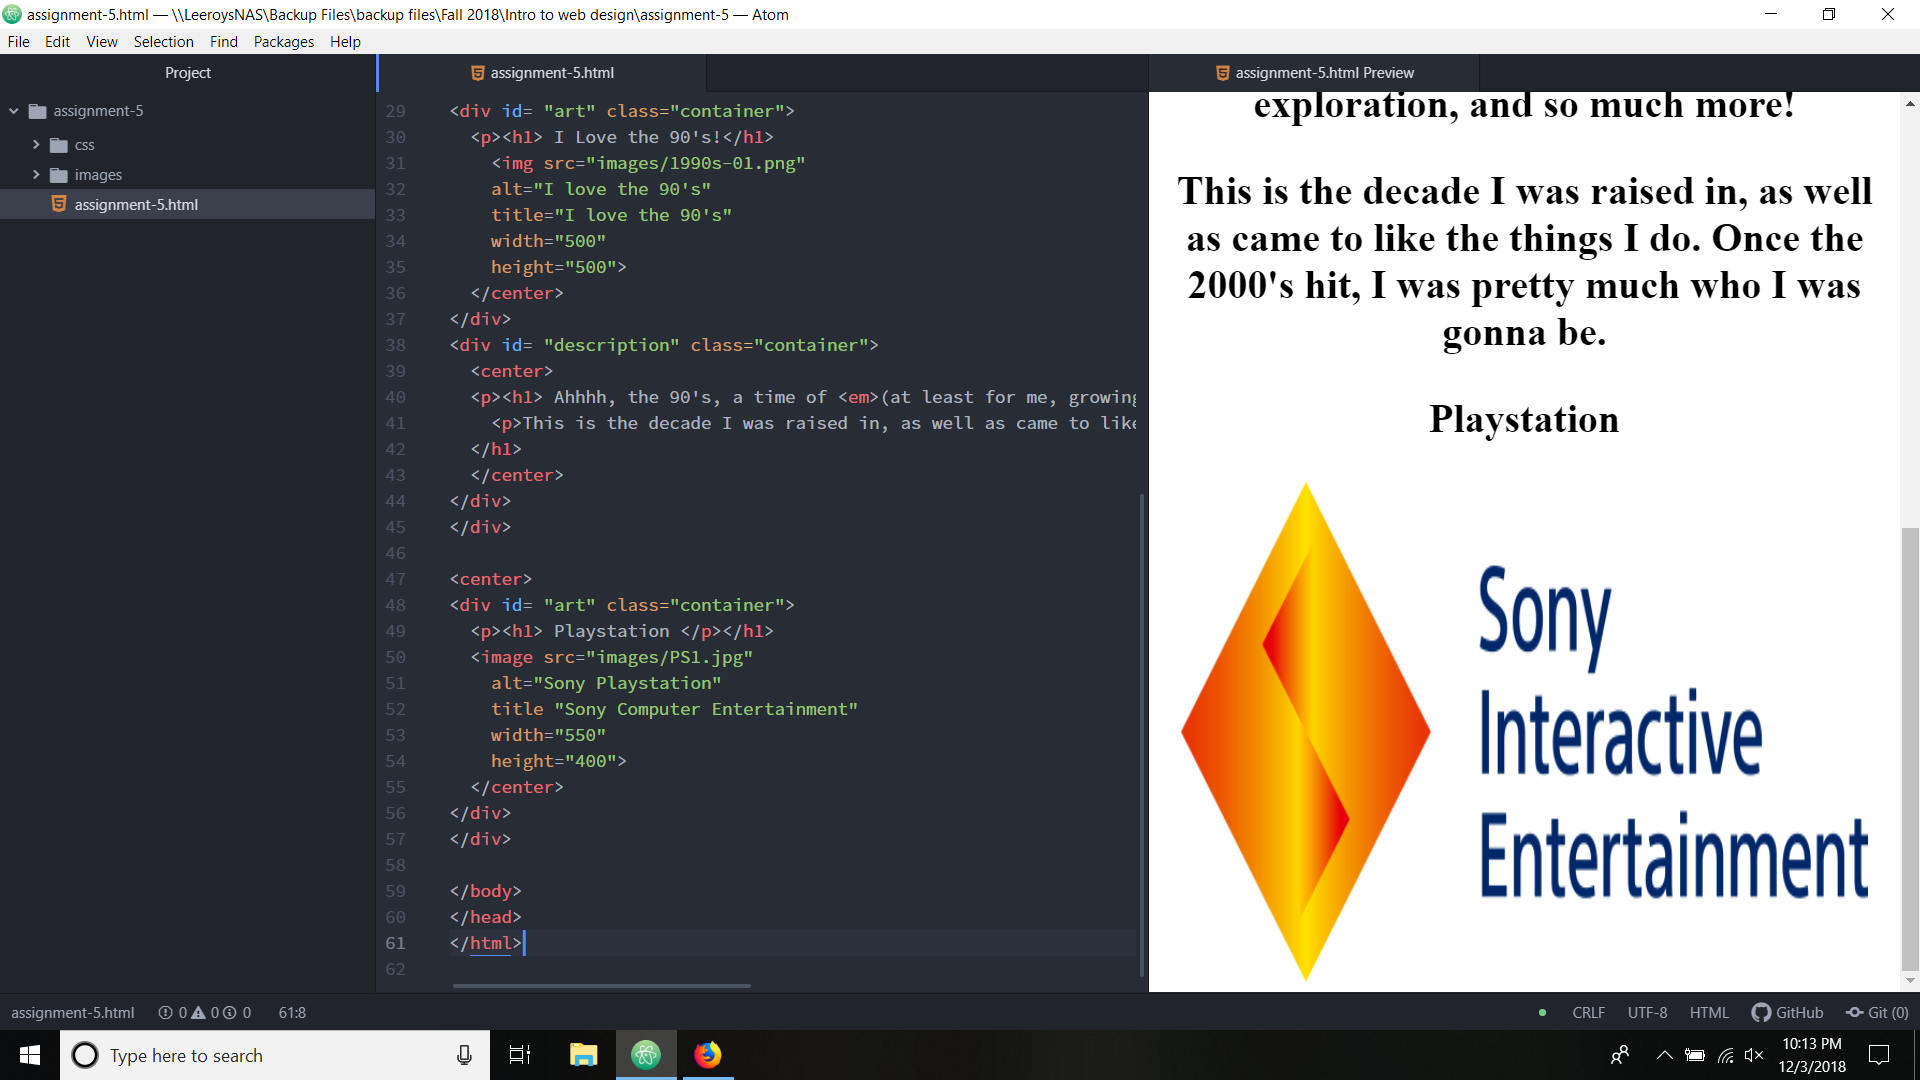 assignment-5.html — \\LeeroysNAS\Backup Files\backup files\Fall 2018\Intro to web design\assignment-5 — Atom
File Edit View Selection Find Packages Help
Project
assignment-5
css
images
assignment-5.html
assignment-5.html
29 <div id= "art" class="container">
30 <p><h1> I Love the 90's!</h1>
31 <img src="images/1990s-01.png"
32 alt="I love the 90's"
33 title="I love the 90's"
34 width="500"
35 height="500">
36 </center>
37 </div>
38 <div id= "description" class="container">
39 <center>
40 <p><h1> Ahhhh, the 90's, a time of <em>(at least for me, growing
41 <p>This is the decade I was raised in, as well as came to like
42 </h1>
43 </center>
44 </div>
45 </div>
46
47 <center>
48 <div id= "art" class="container">
49 <p><h1> Playstation </p></h1>
50 <image src="images/PS1.jpg"
51 alt="Sony Playstation"
52 title "Sony Computer Entertainment"
53 width="550"
54 height="400">
55 </center>
56 </div>
57 </div>
58
59 </body>
60 </head>
61 </html>
62
assignment-5.html Preview
exploration, and so much more!
This is the decade I was raised in, as well
as came to like the things I do. Once the
2000's hit, I was pretty much who I was
gonna be.
Playstation
Sony
Interactive
Entertainment
assignment-5.html 0 0 0 61:8 CRLF UTF-8 HTML GitHub Git (0)
Type here to search
10:13 PM
12/3/2018